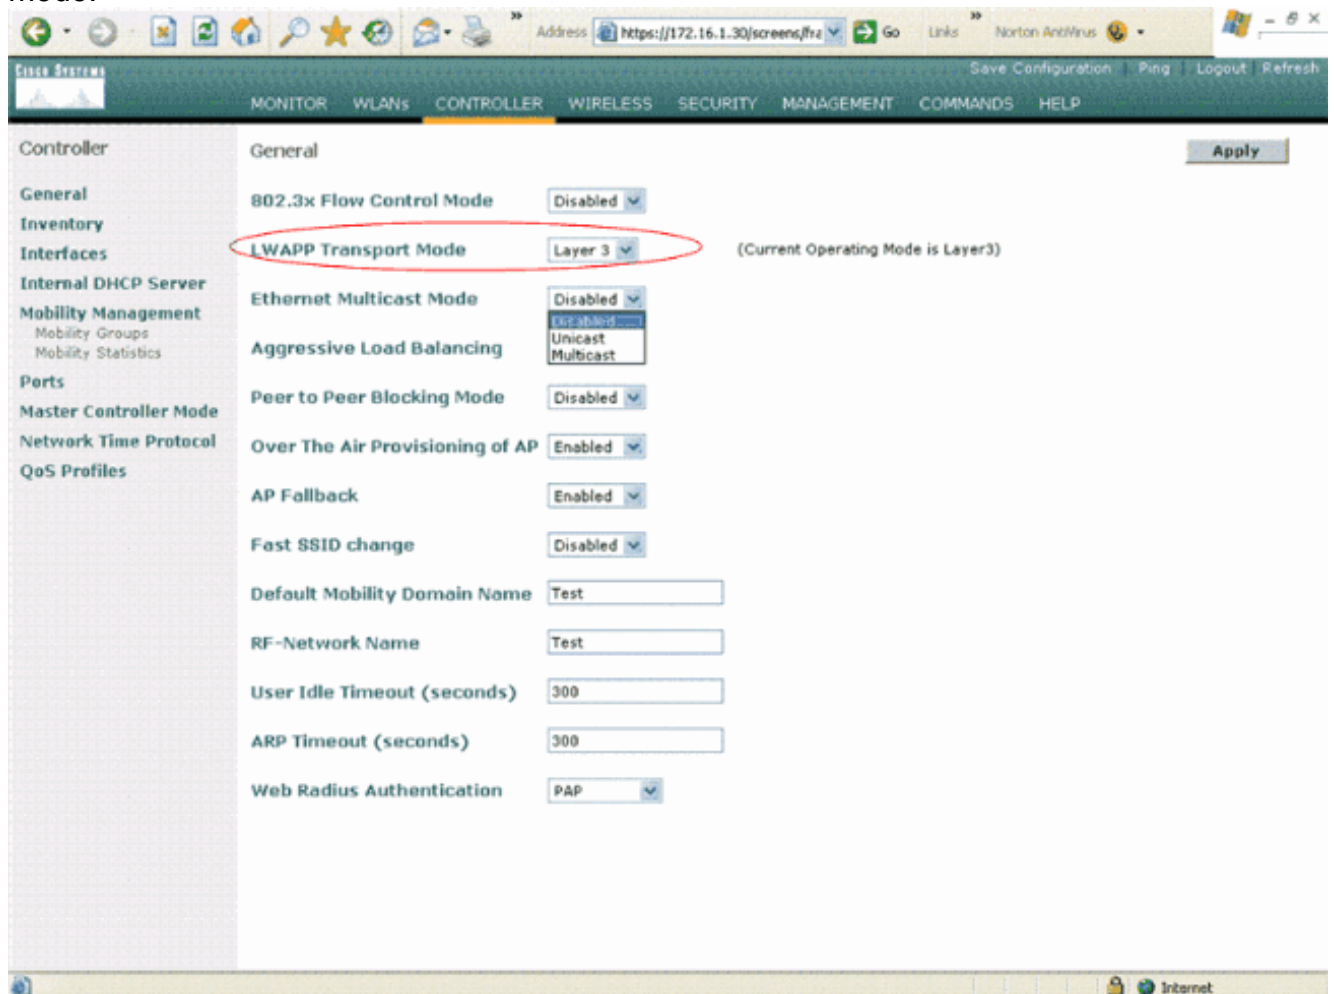 mode.
»
Address https://172.16.1.30/screens/fra Go Links » Norton AntiVirus
CISCO SYSTEMS
Save Configuration Ping Logout Refresh
MONITOR WLANs CONTROLLER WIRELESS SECURITY MANAGEMENT COMMANDS HELP
Controller
General
Inventory
Interfaces
Internal DHCP Server
Mobility Management
Mobility Groups
Mobility Statistics
Ports
Master Controller Mode
Network Time Protocol
QoS Profiles
General
Apply
802.3x Flow Control Mode Disabled
LWAPP Transport Mode Layer 3 (Current Operating Mode is Layer3)
Ethernet Multicast Mode Disabled
Disabled
Unicast
Multicast
Aggressive Load Balancing
Peer to Peer Blocking Mode Disabled
Over The Air Provisioning of AP Enabled
AP Fallback Enabled
Fast SSID change Disabled
Default Mobility Domain Name Test
RF-Network Name Test
User Idle Timeout (seconds) 300
ARP Timeout (seconds) 300
Web Radius Authentication PAP
Internet